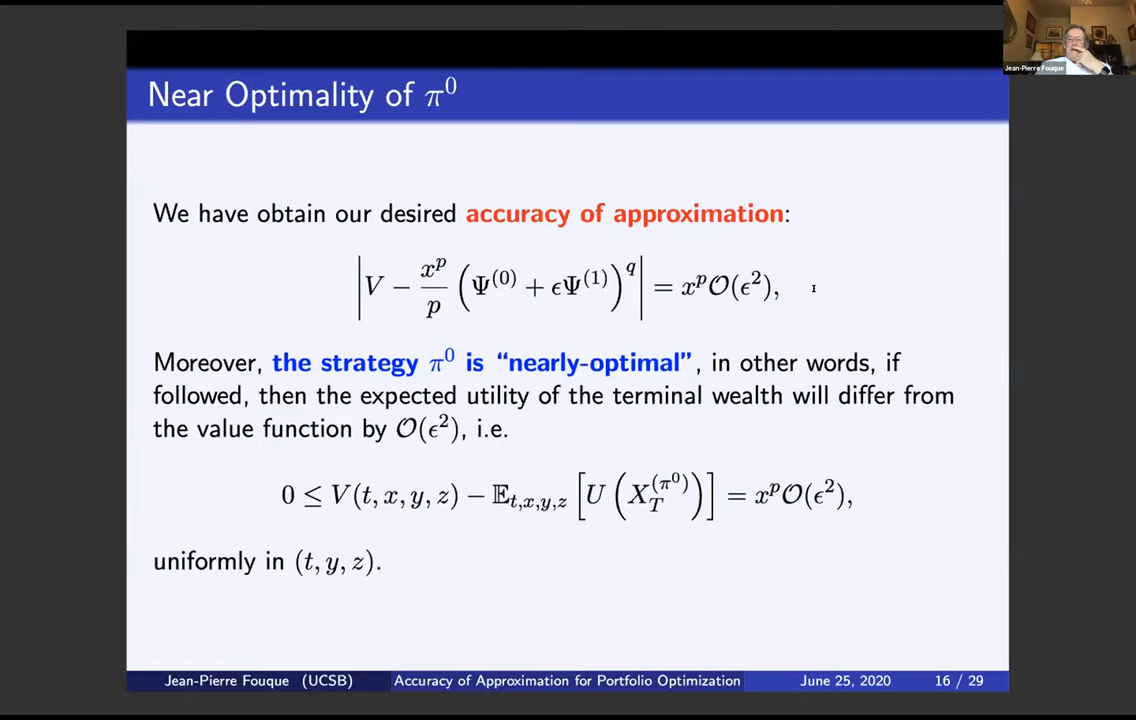 Jean-Pierre Fouque
Near Optimality of π⁰
We have obtain our desired accuracy of approximation:
|V − x^p/p (Ψ^(0) + ϵΨ^(1))^q| = x^p 𝒪(ϵ²),
Moreover, the strategy π⁰ is “nearly-optimal”, in other words, if
followed, then the expected utility of the terminal wealth will differ from
the value function by 𝒪(ϵ²), i.e.
0 ≤ V(t, x, y, z) − 𝔼_{t,x,y,z} [U (X_T^{(π⁰)})] = x^p 𝒪(ϵ²),
uniformly in (t, y, z).
Jean-Pierre Fouque (UCSB) Accuracy of Approximation for Portfolio Optimization June 25, 2020 16 / 29